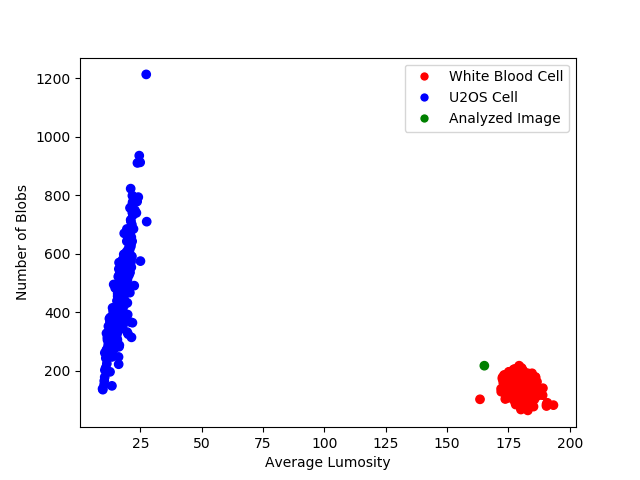 White Blood Cell
U2OS Cell
Analyzed Image
1200
1000
800
600
400
200
Number of Blobs
25 50 75 100 125 150 175 200
Average Lumosity